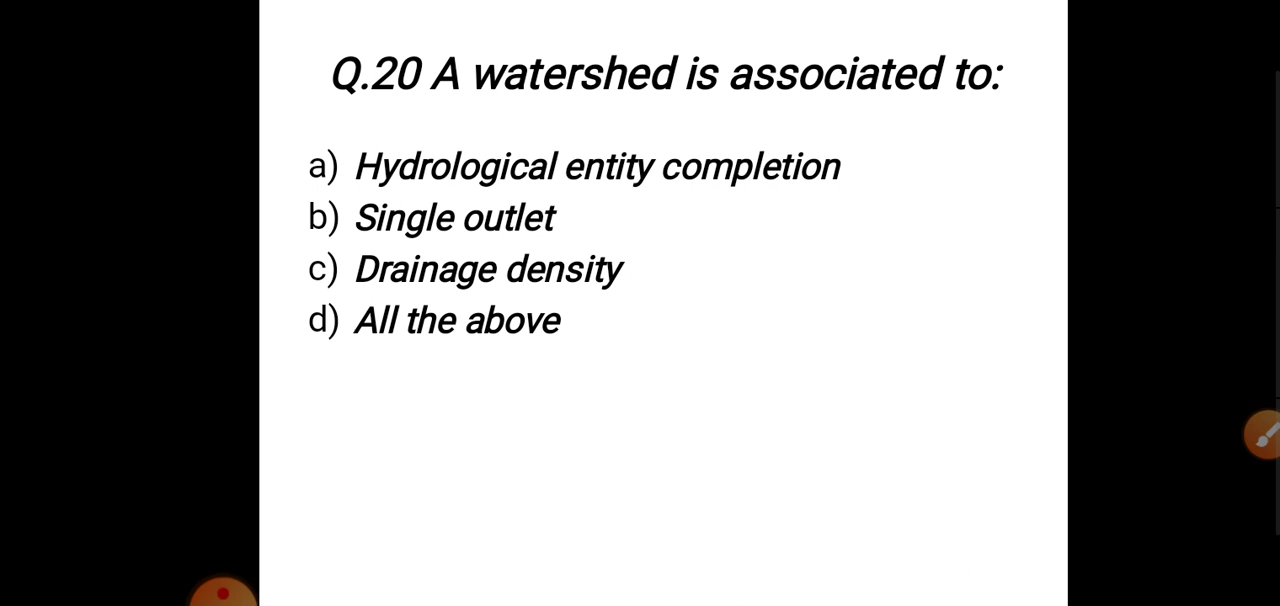 Q.20 A watershed is associated to:
a) Hydrological entity completion
b) Single outlet
c) Drainage density
d) All the above